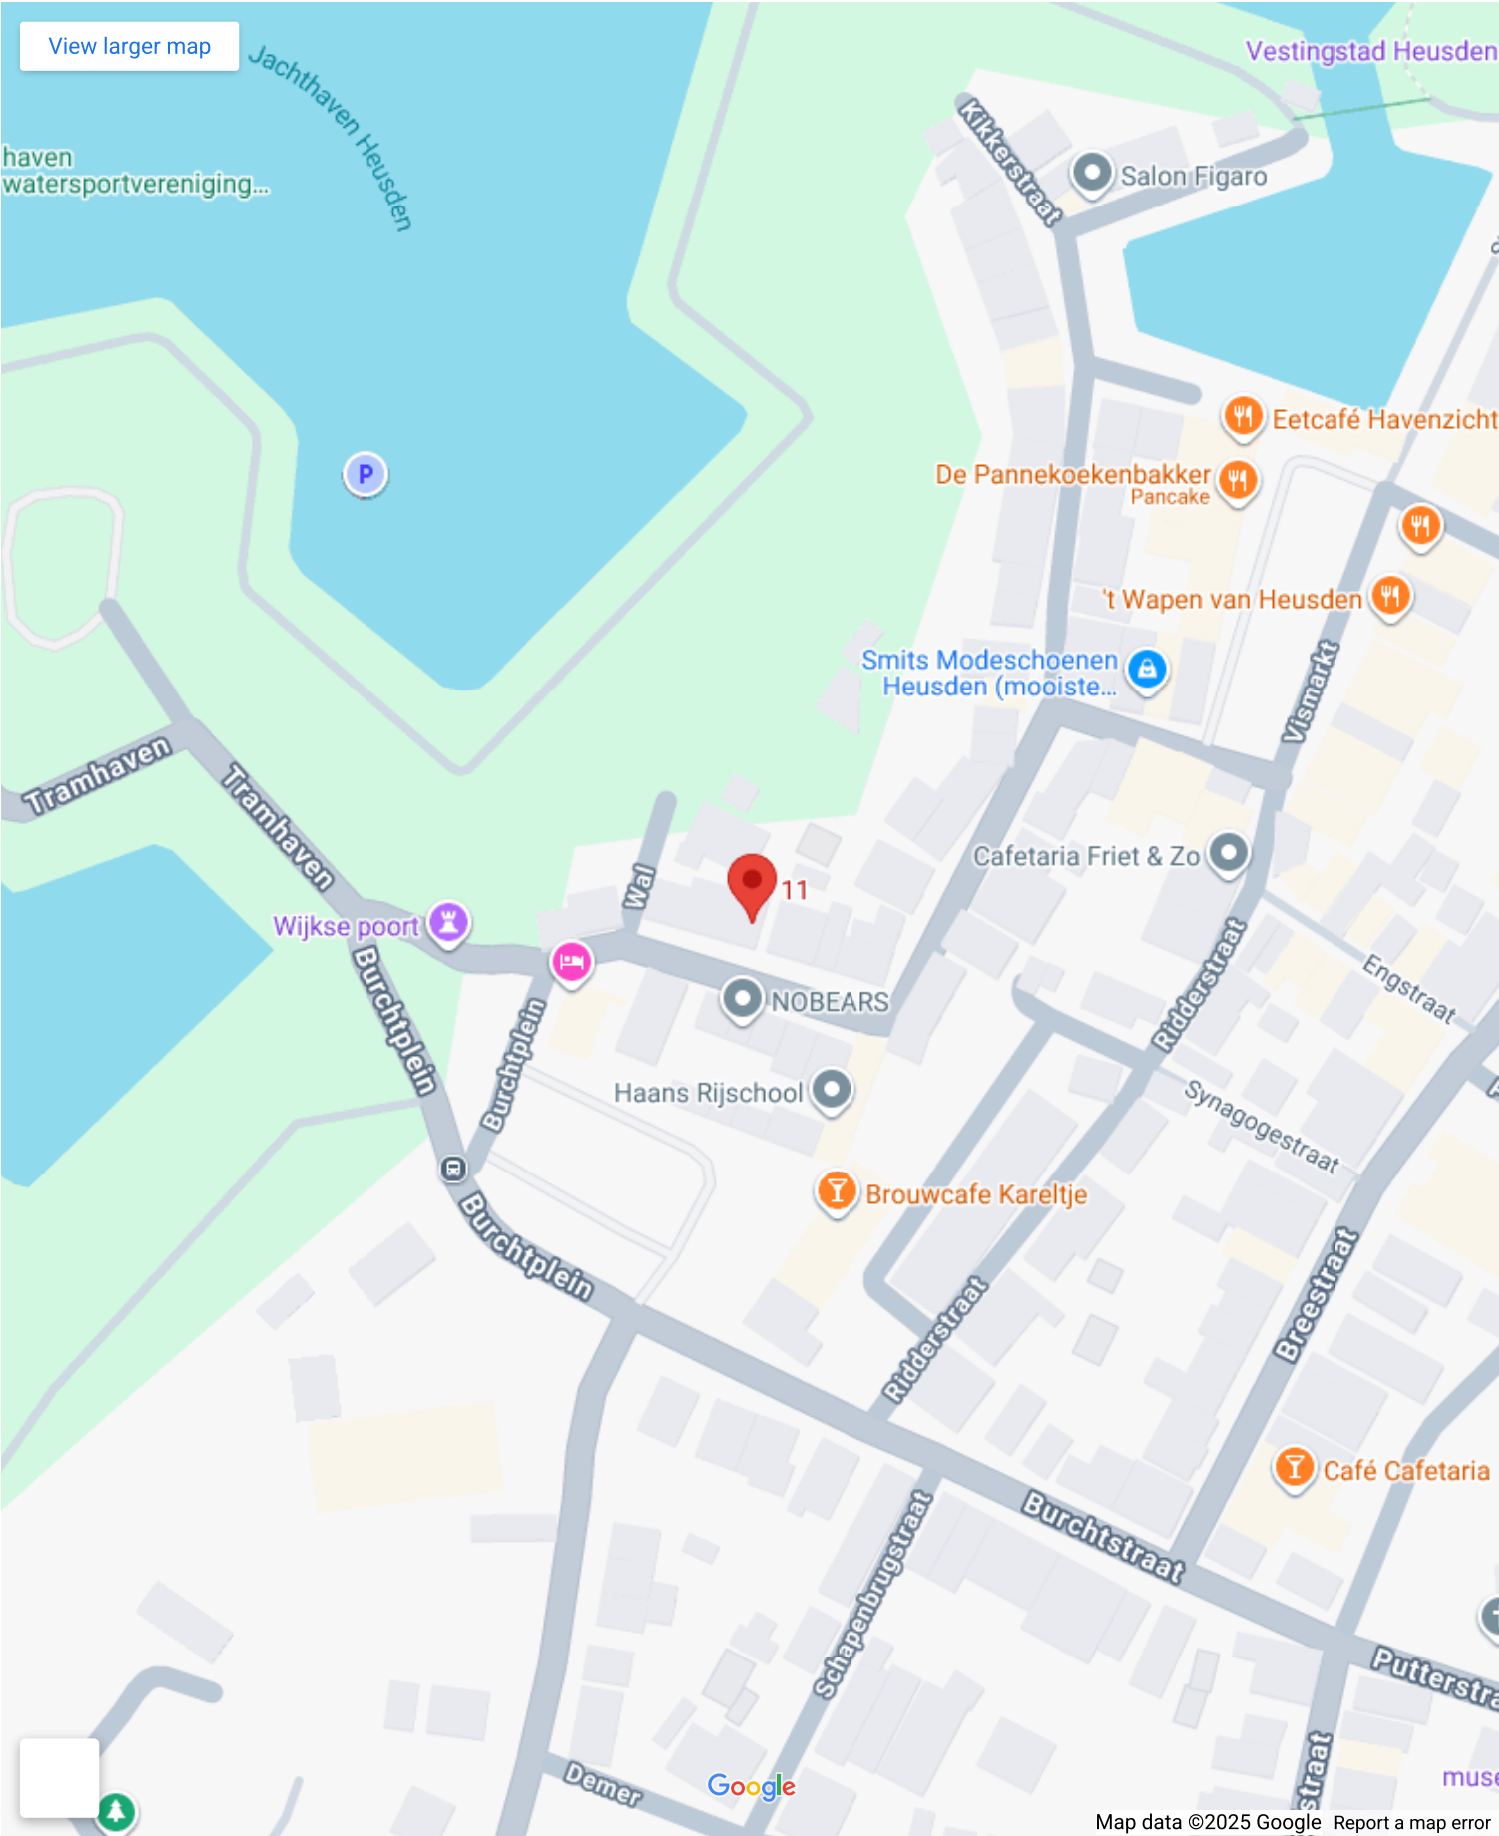 View larger map
Jachthaven Heusden
Vestingstad Heusden
haven
watersportvereniging...
Kikkerstraat
Salon Figaro
Eetcafé Havenzicht
De Pannekoekenbakker
Pancake
P
't Wapen van Heusden
Smits Modeschoenen
Heusden (mooiste...
Vismarkt
Tramhaven
Tramhaven
Cafetaria Friet & Zo
Wal
11
Wijkse poort
Burchtplein
NOBEARS
Ridderstraat
Engstraat
Burchtplein
Haans Rijschool
Synagogestraat
Brouwcafe Kareltje
Burchtplein
Breestraat
Ridderstraat
Café Cafetaria
Burchtstraat
Schapenbrugstraat
Putterstra
Demer
straat
muse
Google
Map data ©2025 Google
Report a map error